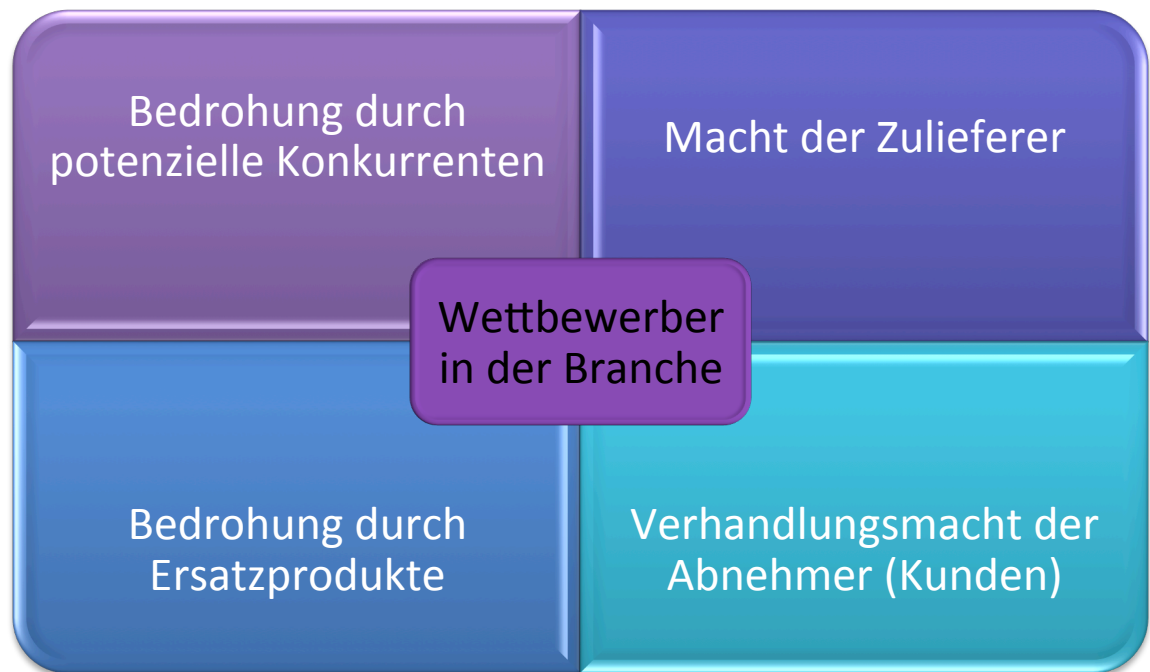 Bedrohung durch
potenzielle Konkurrenten
Macht der Zulieferer
Wettbewerber
in der Branche
Bedrohung durch
Ersatzprodukte
Verhandlungsmacht der
Abnehmer (Kunden)